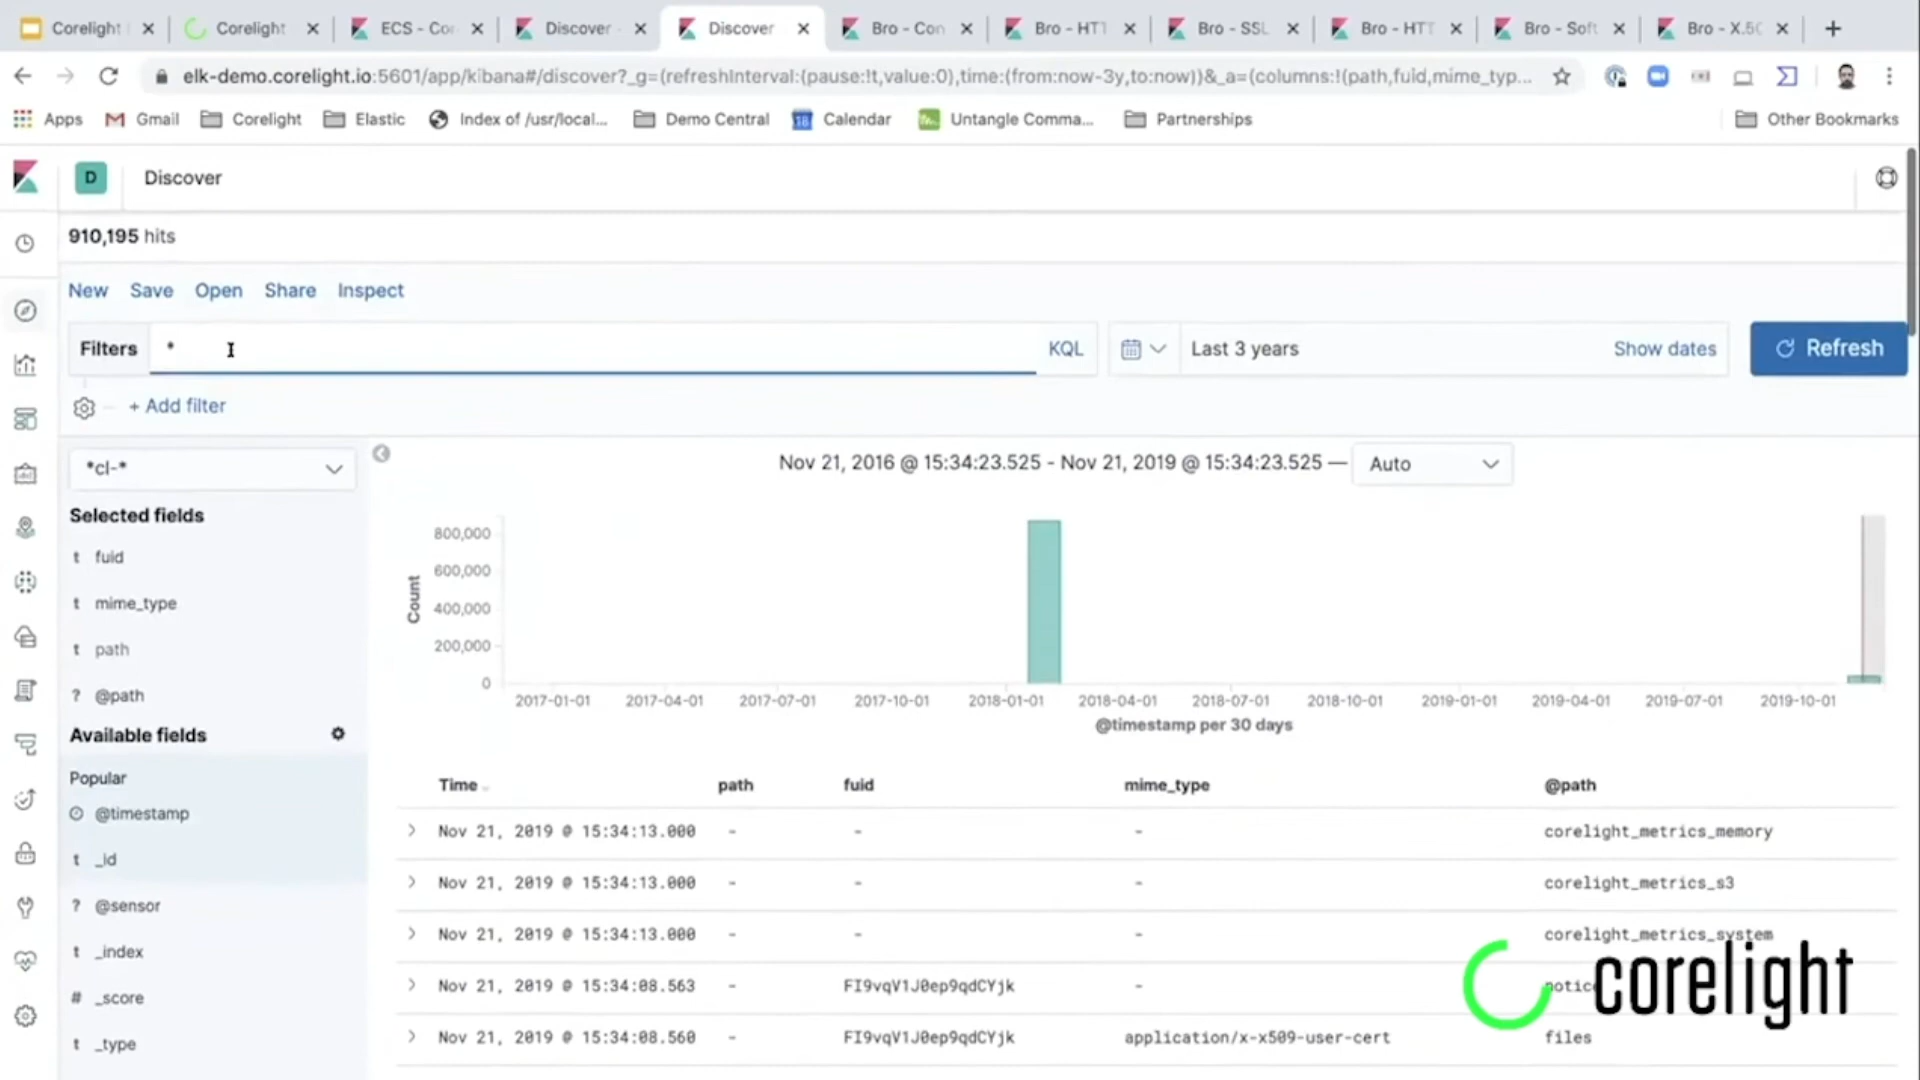 Corelight
Corelight
ECS - Cor
Discover -
Discover
Bro - Con
Bro - HTT
Bro - SSL
Bro - HTT
Bro - Soft
Bro - X.50
elk-demo.corelight.io:5601/app/kibana#/discover?_g=(refreshInterval:(pause:!t,value:0),time:(from:now-3y,to:now))&_a=(columns:!(path,fuid,mime_typ...
Apps
Gmail
Corelight
Elastic
Index of /usr/local...
Demo Central
Calendar
Untangle Comma...
Partnerships
Other Bookmarks
D
Discover
910,195 hits
New Save Open Share Inspect
Filters * KQL
Last 3 years
Show dates
Refresh
+ Add filter
*cl-*
Nov 21, 2016 @ 15:34:23.525 - Nov 21, 2019 @ 15:34:23.525 —
Auto
Selected fields
t fuid
t mime_type
t path
? @path
Available fields
Popular
@timestamp
t _id
? @sensor
t _index
# _score
t _type
Count
800,000
600,000
400,000
200,000
0
2017-01-01 2017-04-01 2017-07-01 2017-10-01 2018-01-01 2018-04-01 2018-07-01 2018-10-01 2019-01-01 2019-04-01 2019-07-01 2019-10-01
@timestamp per 30 days
Time path fuid mime_type @path
Nov 21, 2019 @ 15:34:13.000 - - - corelight_metrics_memory
Nov 21, 2019 @ 15:34:13.000 - - - corelight_metrics_s3
Nov 21, 2019 @ 15:34:13.000 - - - corelight_metrics_system
Nov 21, 2019 @ 15:34:08.563 - FI9vqV1J0ep9qdCYjk - notice
Nov 21, 2019 @ 15:34:08.560 - FI9vqV1J0ep9qdCYjk application/x-x509-user-cert files
corelight